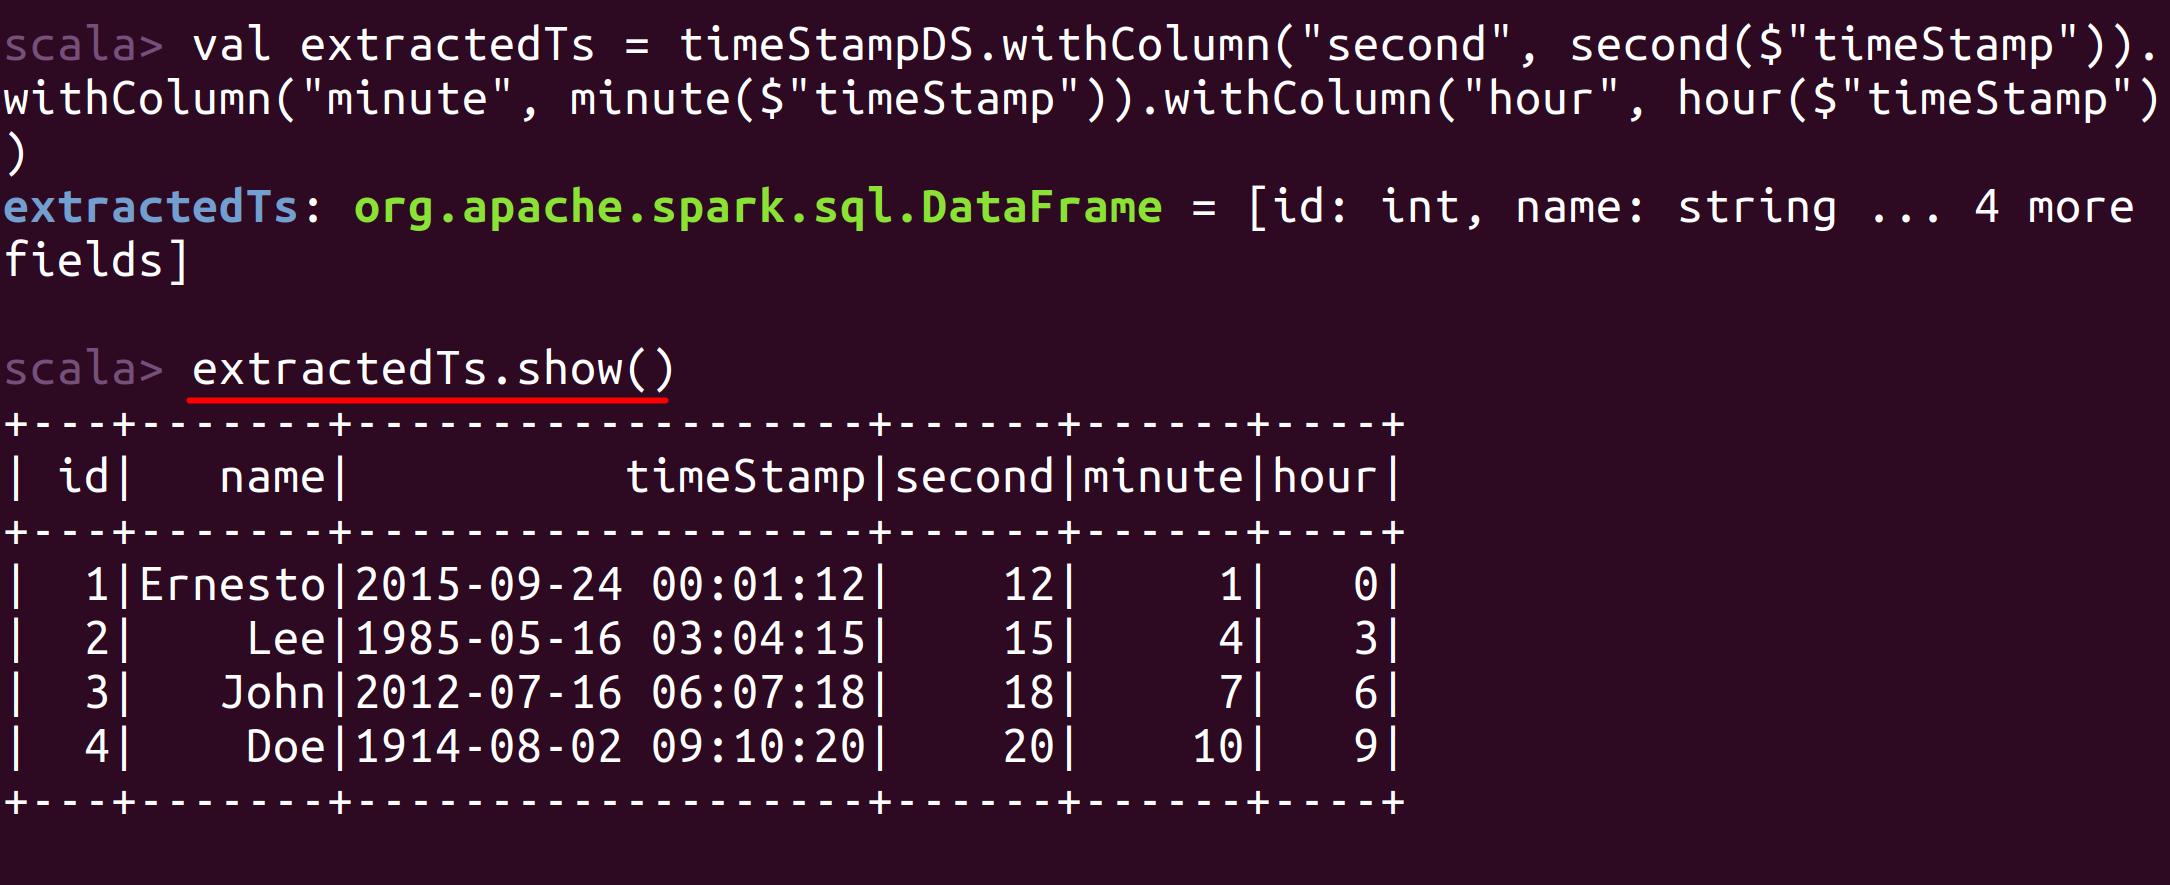 scala> val extractedTs = timeStampDS.withColumn("second", second($"timeStamp")).
withColumn("minute", minute($"timeStamp")).withColumn("hour", hour($"timeStamp")
)
extractedTs: org.apache.spark.sql.DataFrame = [id: int, name: string ... 4 more
fields]
scala> extractedTs.show()
+---+-------+-------------------+------+------+----+
| id|   name|          timeStamp|second|minute|hour|
+---+-------+-------------------+------+------+----+
|  1|Ernesto|2015-09-24 00:01:12|    12|     1|   0|
|  2|    Lee|1985-05-16 03:04:15|    15|     4|   3|
|  3|   John|2012-07-16 06:07:18|    18|     7|   6|
|  4|    Doe|1914-08-02 09:10:20|    20|    10|   9|
+---+-------+-------------------+------+------+----+